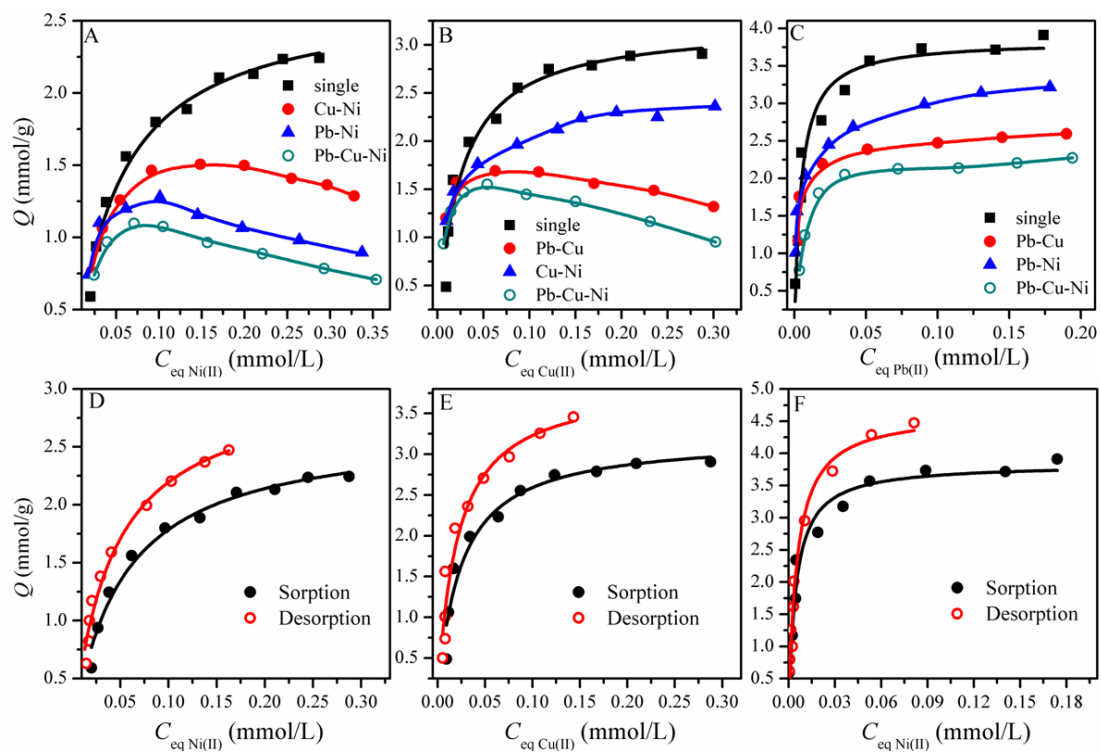 A
single
Cu-Ni
Pb-Ni
Pb-Cu-Ni
Q (mmol/g)
2.5
2.0
1.5
1.0
0.5
0.05 0.10 0.15 0.20 0.25 0.30 0.35
C eq Ni(II) (mmol/L)
B
single
Pb-Cu
Cu-Ni
Pb-Cu-Ni
3.0
2.5
2.0
1.5
1.0
0.5
0.00 0.05 0.10 0.15 0.20 0.25 0.30
C eq Cu(II) (mmol/L)
C
single
Pb-Cu
Pb-Ni
Pb-Cu-Ni
4.0
3.5
3.0
2.5
2.0
1.5
1.0
0.5
0.00 0.05 0.10 0.15 0.20
C eq Pb(II) (mmol/L)
D
Sorption
Desorption
Q (mmol/g)
3.0
2.5
2.0
1.5
1.0
0.5
0.05 0.10 0.15 0.20 0.25 0.30
C eq Ni(II) (mmol/L)
E
Sorption
Desorption
3.5
3.0
2.5
2.0
1.5
1.0
0.5
0.00 0.05 0.10 0.15 0.20 0.25 0.30
C eq Cu(II) (mmol/L)
F
Sorption
Desorption
5.0
4.5
4.0
3.5
3.0
2.5
2.0
1.5
1.0
0.5
0.00 0.03 0.06 0.09 0.12 0.15 0.18
C eq Ni(II) (mmol/L)